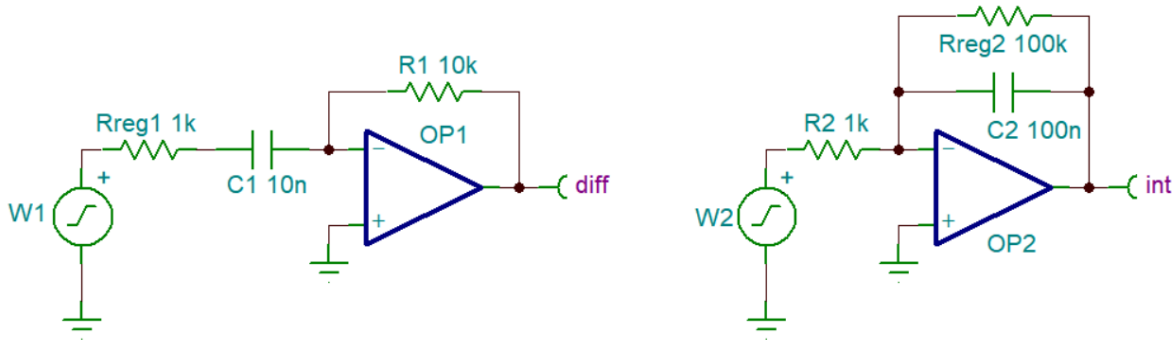 R1 10k
Rreg1 1k
OP1
C1 10n
+
W1
−
+
diff
Rreg2 100k
C2 100n
R2 1k
+
W2
−
+
OP2
int